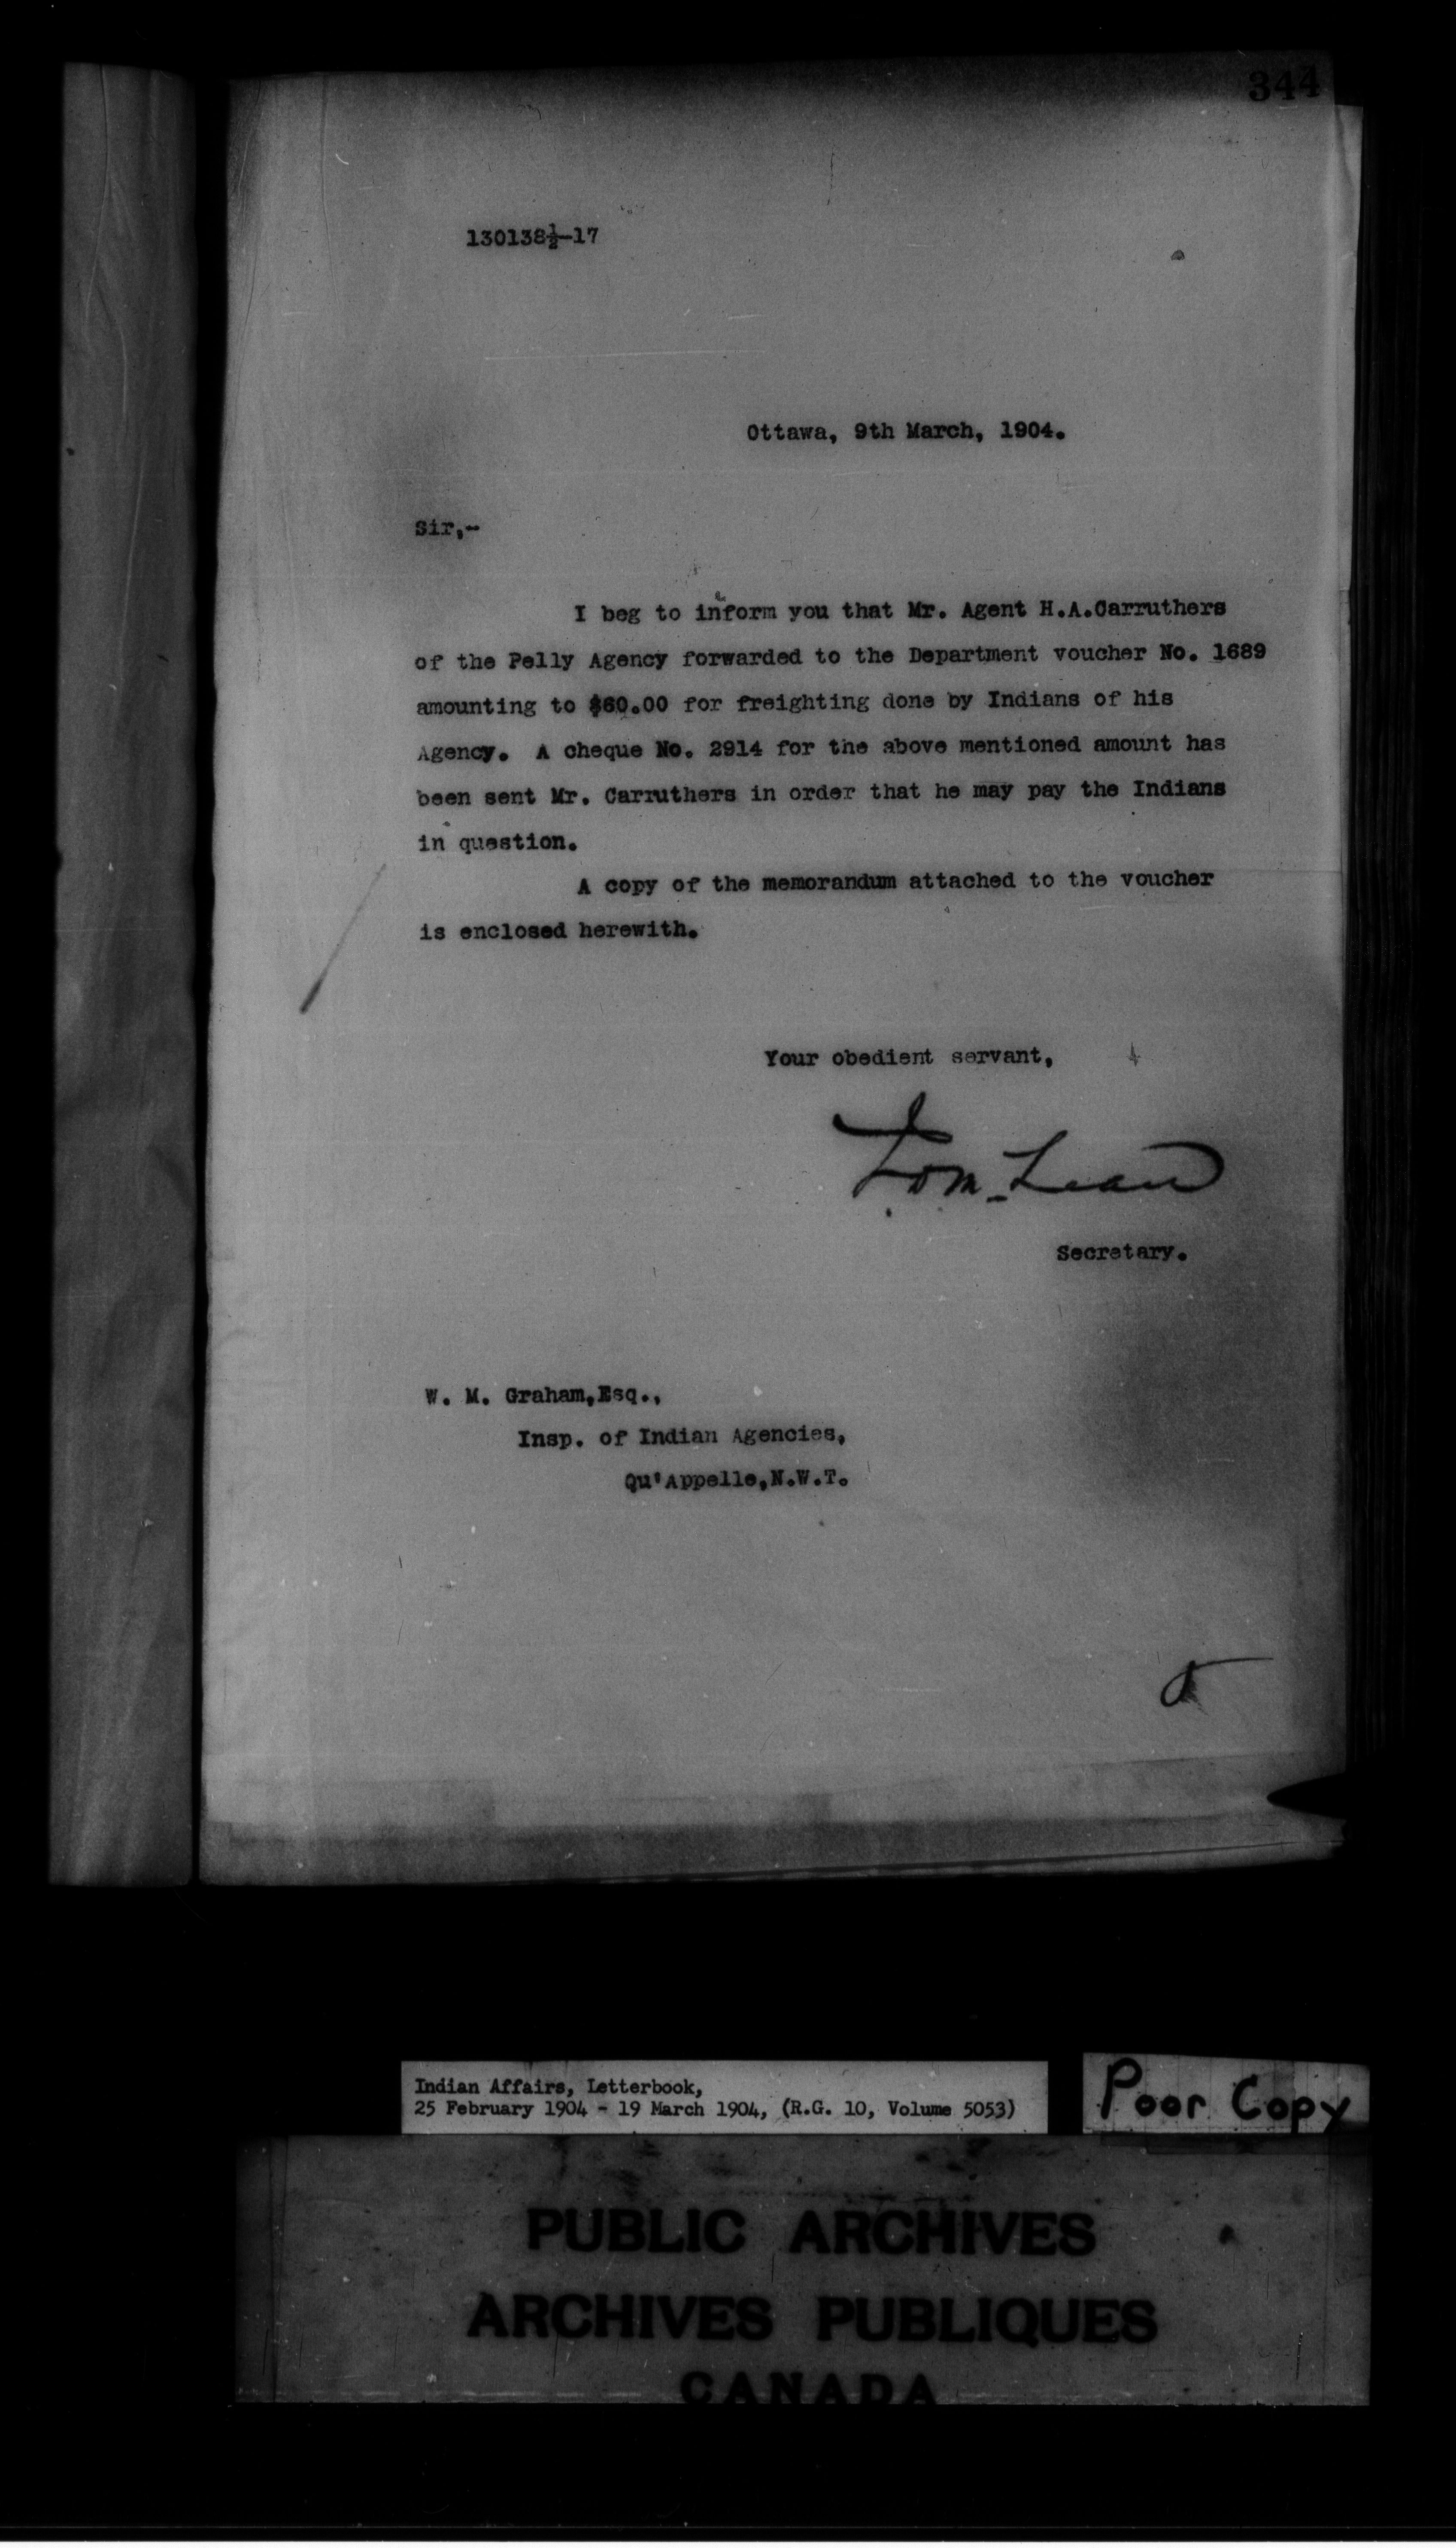 344
130138½-17
Ottawa, 9th March, 1904.
Sir,-
I beg to inform you that Mr. Agent H.A.Carruthers
of the Pelly Agency forwarded to the Department voucher No. 1689
amounting to $60.00 for freighting done by Indians of his
Agency. A cheque No. 2914 for the above mentioned amount has
been sent Mr. Carruthers in order that he may pay the Indians
in question.
A copy of the memorandum attached to the voucher
is enclosed herewith.
Your obedient servant,
Secretary.
W. M. Graham,Esq.,
Insp. of Indian Agencies,
Qu'Appelle,N.W.T.
Indian Affairs, Letterbook,
25 February 1904 - 19 March 1904, (R.G. 10, Volume 5053)
Poor Copy
PUBLIC ARCHIVES
ARCHIVES PUBLIQUES
CANADA